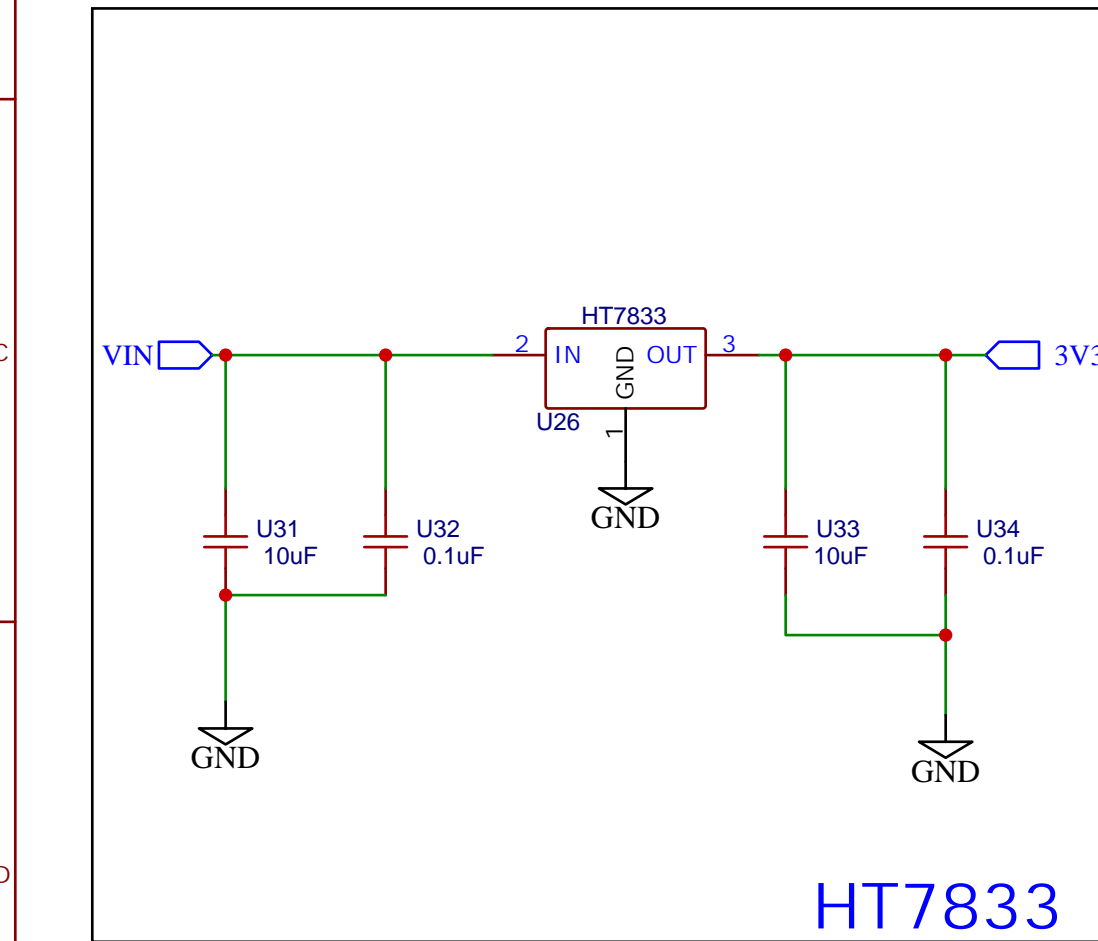 HT7833
VIN
2
IN
GND
OUT
3
3V3
C
U26
1
GND
U31
10uF
U32
0.1uF
U33
10uF
U34
0.1uF
GND
GND
D
HT7833